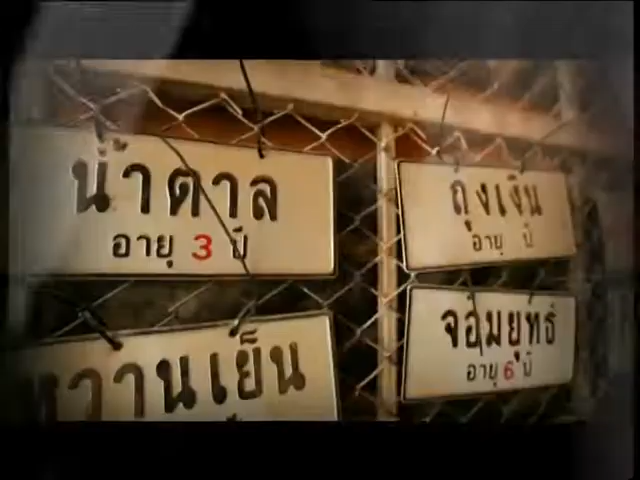 น้ำตาล
อายุ 3 ปี
ถุงเงิน
อายุ ปี
หวานเย็น
จอมยุทธ์
อายุ 6 ปี